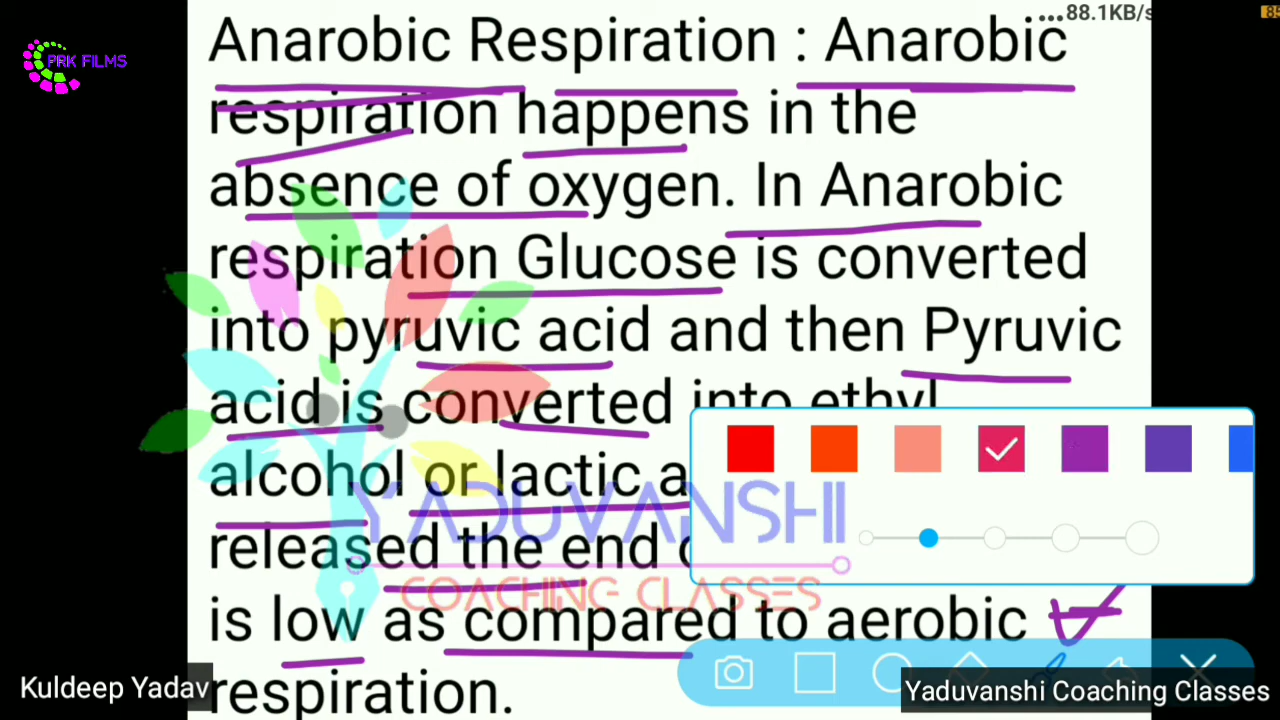 ...88.1KB/s
85
PRK FILMS
Anarobic Respiration : Anarobic
respiration happens in the
absence of oxygen. In Anarobic
respiration Glucose is converted
into pyruvic acid and then Pyruvic
acid is converted into ethyl
alcohol or lactic a
YADUVANSHI
released the end
COACHING CLASSES
is low as compared to aerobic
respiration.
Kuldeep Yadav
Yaduvanshi Coaching Classes